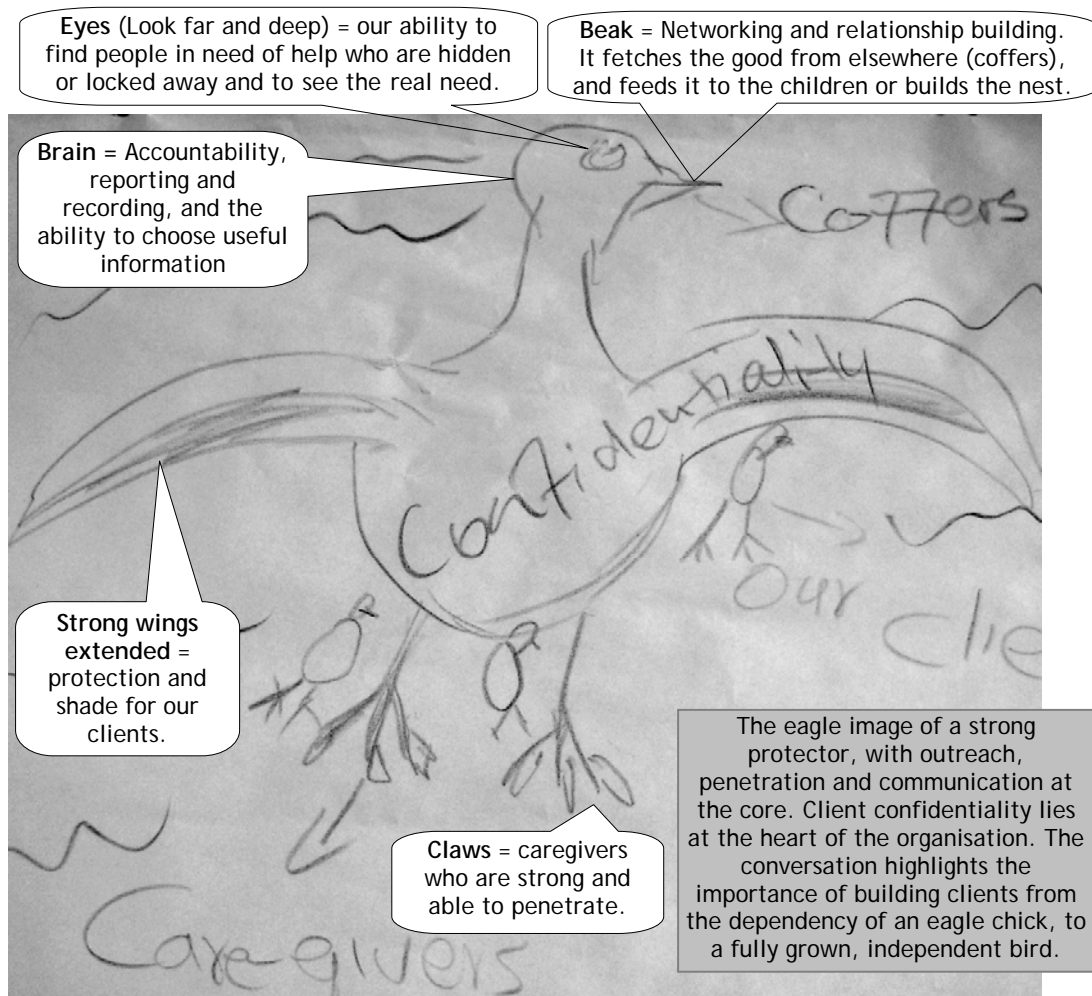 Eyes (Look far and deep) = our ability to
find people in need of help who are hidden
or locked away and to see the real need.
Beak = Networking and relationship building.
It fetches the good from elsewhere (coffers),
and feeds it to the children or builds the nest.
Brain = Accountability,
reporting and
recording, and the
ability to choose useful
information
Coffers
Confidentiality
Our
Clie
Strong wings
extended =
protection and
shade for our
clients.
Claws = caregivers
who are strong and
able to penetrate.
Caregivers
The eagle image of a strong
protector, with outreach,
penetration and communication at
the core. Client confidentiality lies
at the heart of the organisation. The
conversation highlights the
importance of building clients from
the dependency of an eagle chick, to
a fully grown, independent bird.